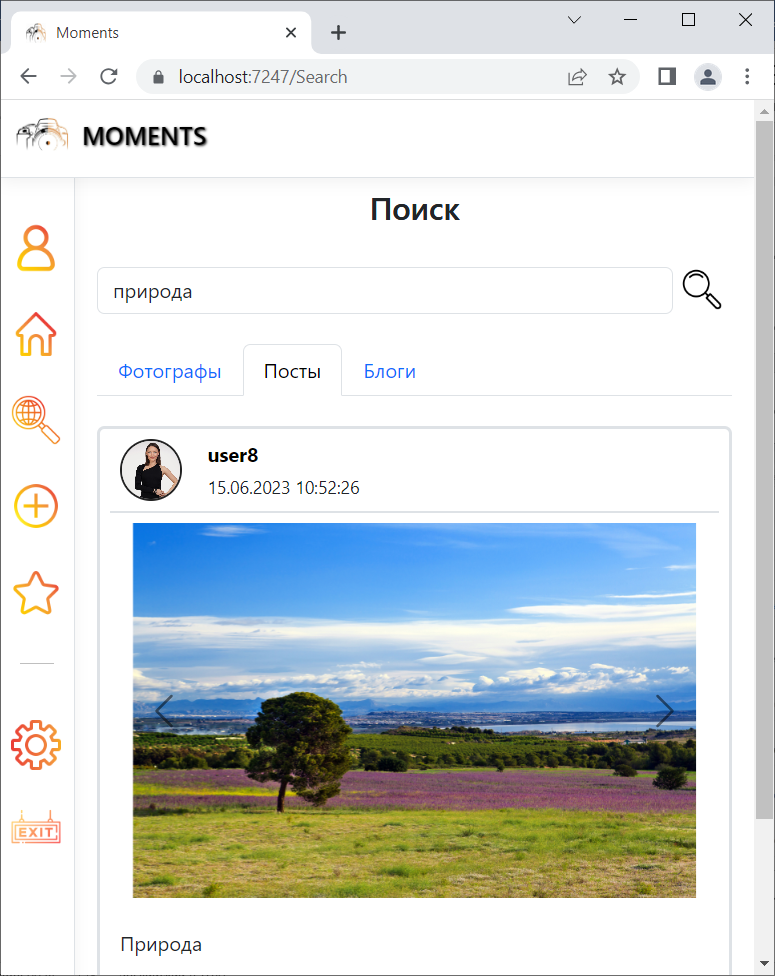 Moments
localhost:7247/Search
MOMENTS
Поиск
природа
Фотографы
Посты
Блоги
user8
15.06.2023 10:52:26
EXIT
Природа